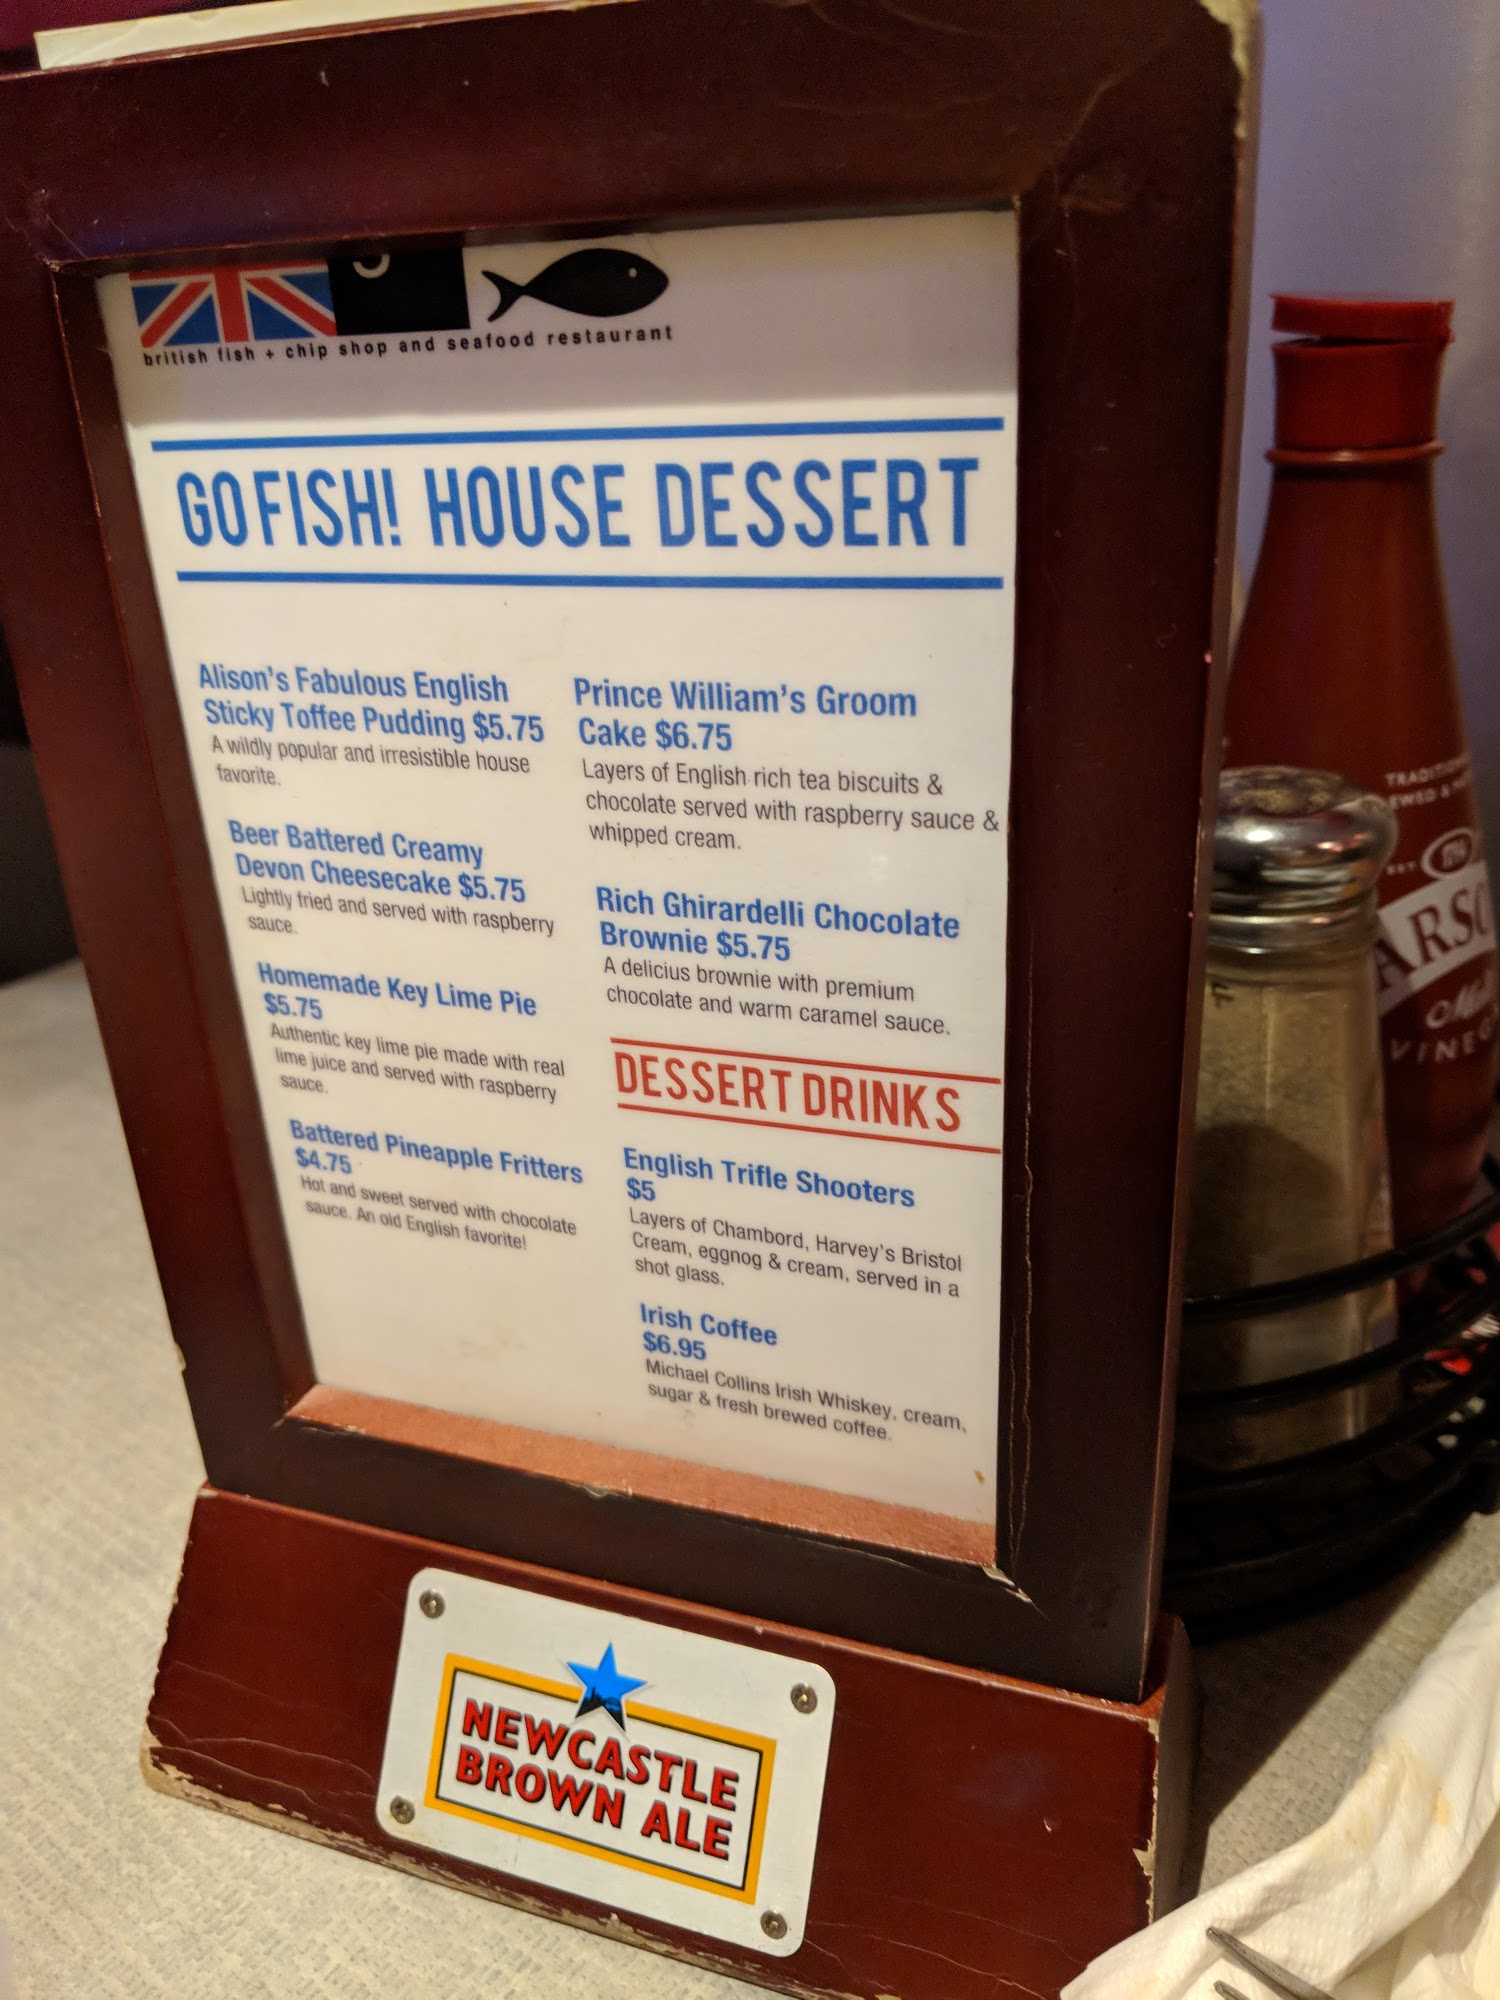 british fish + chip shop and seafood restaurant
GO FISH! HOUSE DESSERT
Alison's Fabulous English
Sticky Toffee Pudding $5.75
A wildly popular and irresistible house
favorite.
Beer Battered Creamy
Devon Cheesecake $5.75
Lightly fried and served with raspberry
sauce.
Homemade Key Lime Pie
$5.75
Authentic key lime pie made with real
lime juice and served with raspberry
sauce.
Battered Pineapple Fritters
$4.75
Hot and sweet served with chocolate
sauce. An old English favorite!
Prince William's Groom
Cake $6.75
Layers of English rich tea biscuits &
chocolate served with raspberry sauce &
whipped cream.
Rich Ghirardelli Chocolate
Brownie $5.75
A delicius brownie with premium
chocolate and warm caramel sauce.
DESSERT DRINKS
English Trifle Shooters
$5
Layers of Chambord, Harvey's Bristol
Cream, eggnog & cream, served in a
shot glass.
Irish Coffee
$6.95
Michael Collins Irish Whiskey, cream,
sugar & fresh brewed coffee.
NEWCASTLE
BROWN ALE